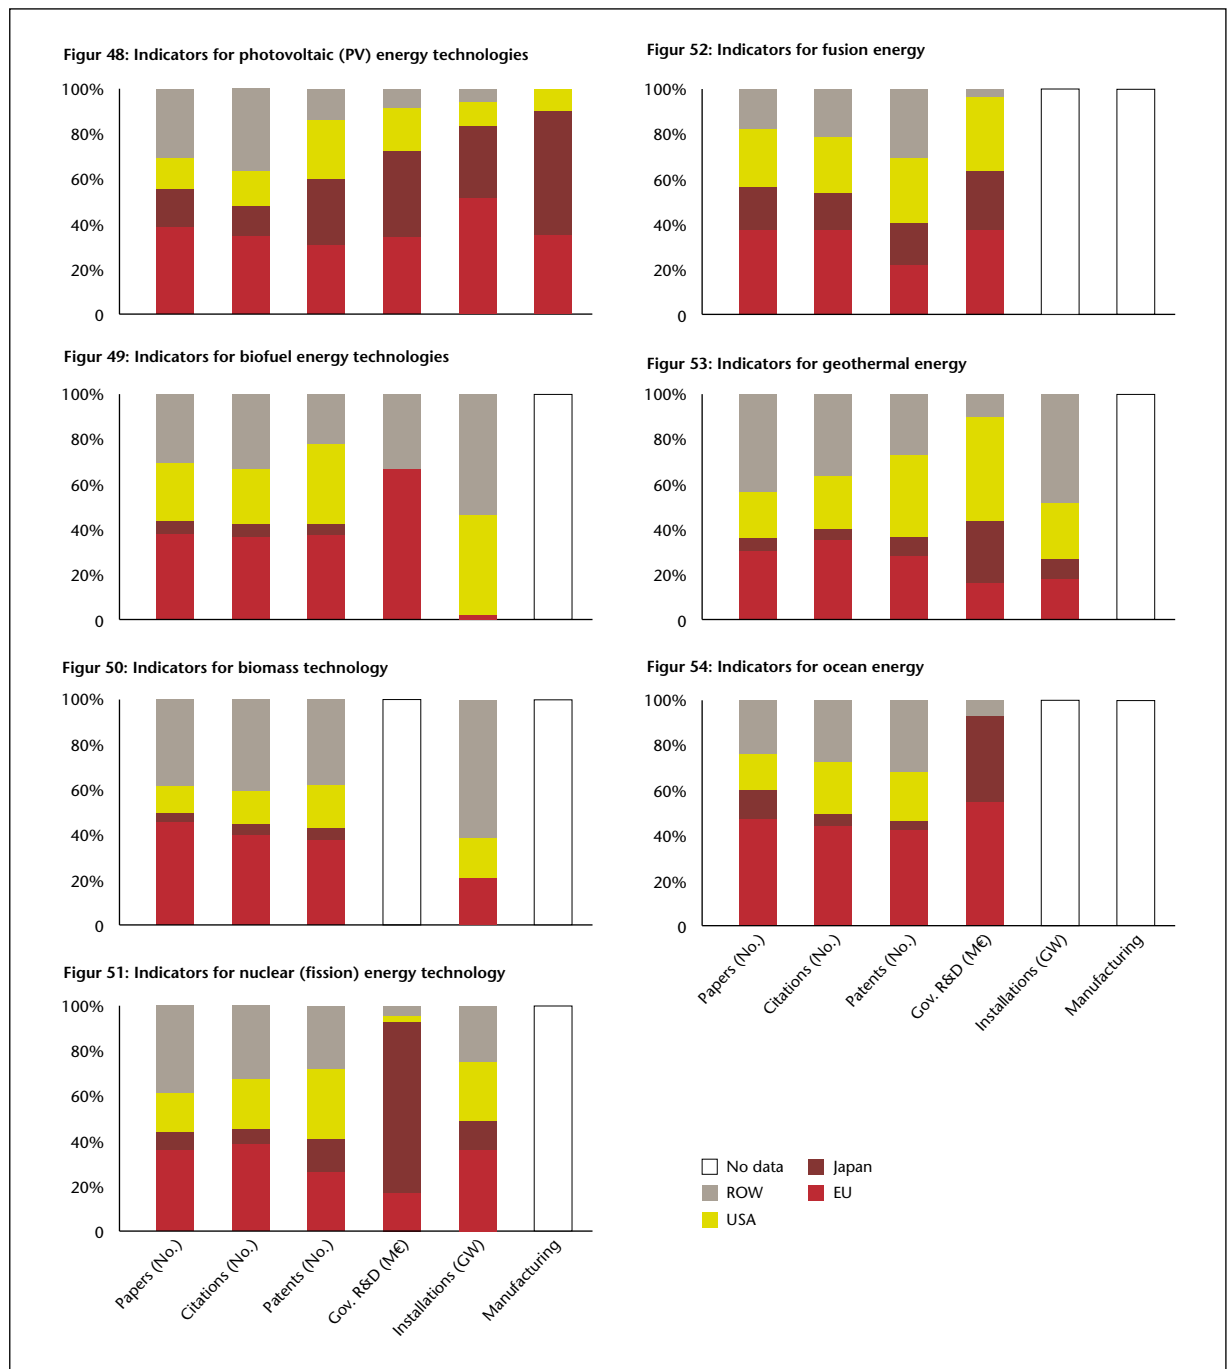 Figur 48: Indicators for photovoltaic (PV) energy technologies
100%
80%
60%
40%
20%
0
Figur 49: Indicators for biofuel energy technologies
100%
80%
60%
40%
20%
0
Figur 50: Indicators for biomass technology
100%
80%
60%
40%
20%
0
Figur 51: Indicators for nuclear (fission) energy technology
100%
80%
60%
40%
20%
0
Papers (No.)
Citations (No.)
Patents (No.)
Gov. R&D (M€)
Installations (GW)
Manufacturing
Figur 52: Indicators for fusion energy
100%
80%
60%
40%
20%
0
Figur 53: Indicators for geothermal energy
100%
80%
60%
40%
20%
0
Figur 54: Indicators for ocean energy
100%
80%
60%
40%
20%
0
Papers (No.)
Citations (No.)
Patents (No.)
Gov. R&D (M€)
Installations (GW)
Manufacturing
No data
Japan
ROW
EU
USA